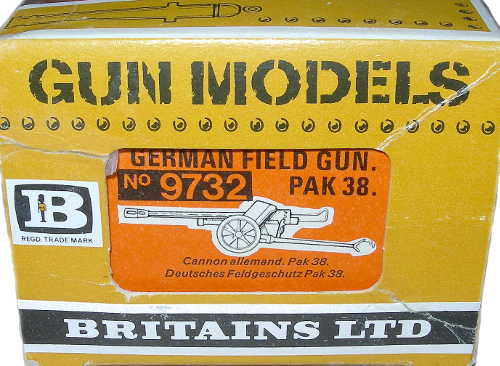 GUN MODELS
GERMAN FIELD GUN.
No 9732 PAK 38.
B
REGD. TRADE MARK
Cannon allemand. Pak 38.
Deutsches Feldgeschutz Pak 38.
BRITAINS LTD